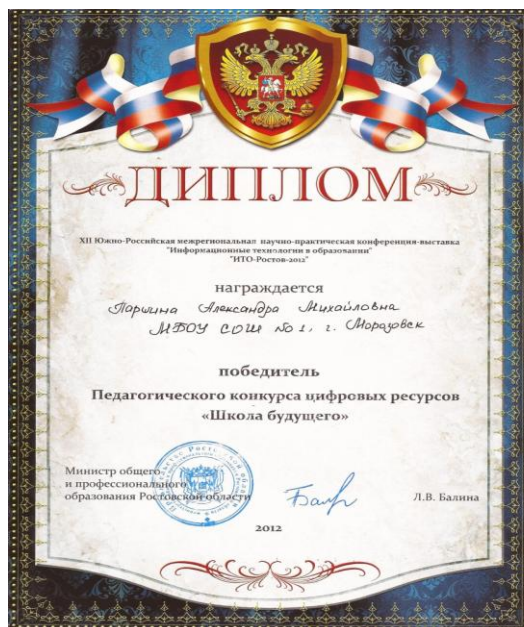 ДИПЛОМ
XII Южно-Российская межрегиональная научно-практическая конференция-выставка
"Информационные технологии в образовании"
"ИТО-Ростов-2012"
награждается
Паршина Александра Михайловна
МБОУ СОШ № 1, г. Морозовск
победитель
Педагогического конкурса цифровых ресурсов
«Школа будущего»
Министр общего
и профессионального
образования Ростовской области
Л.В. Балина
2012